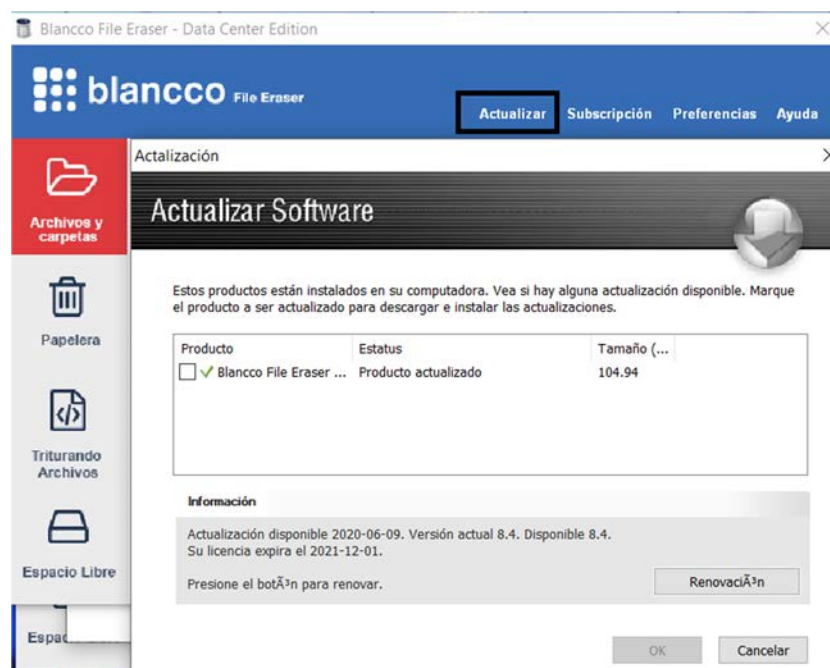 Blancco File Eraser - Data Center Edition
blancco File Eraser
Actualizar Subscripción Preferencias Ayuda
Actalización
Actualizar Software
Archivos y
carpetas
Papelera
Triturando
Archivos
Espacio Libre
Estos productos están instalados en su computadora. Vea si hay alguna actualización disponible. Marque
el producto a ser actualizado para descargar e instalar las actualizaciones.
Producto Estatus Tamaño (...
Blancco File Eraser ... Producto actualizado 104.94
Información
Actualización disponible 2020-06-09. Versión actual 8.4. Disponible 8.4.
Su licencia expira el 2021-12-01.
Presione el botÃ³n para renovar. RenovaciÃ³n
OK Cancelar